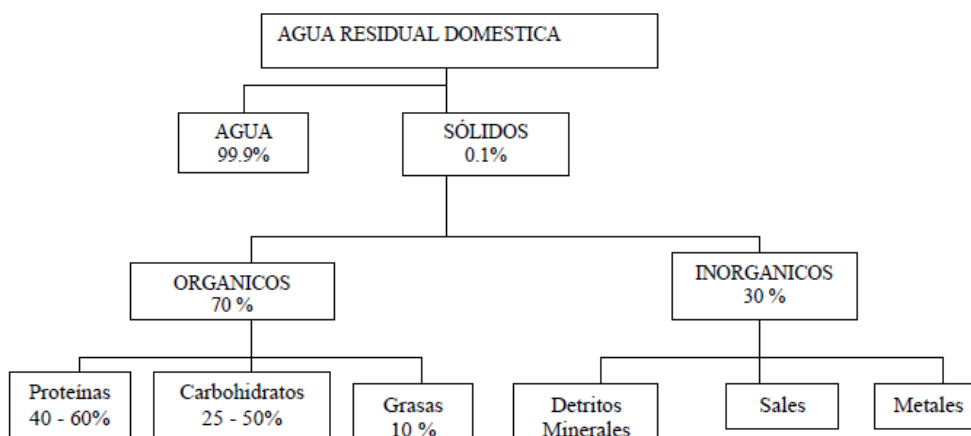 AGUA RESIDUAL DOMESTICA
AGUA
99.9%
SÓLIDOS
0.1%
ORGANICOS
70 %
INORGANICOS
30 %
Proteínas
40 - 60%
Carbohidratos
25 - 50%
Grasas
10 %
Detritos
Minerales
Sales
Metales